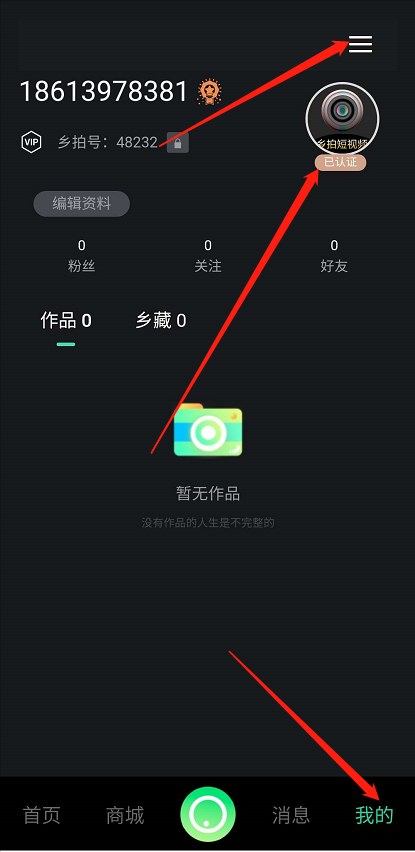 18613978381
VIP 乡拍号：48232
乡拍短视频
已认证
编辑资料
0 0 0
粉丝 关注 好友
作品 0 乡藏 0
暂无作品
没有作品的人生是不完整的
首页 商城 消息 我的